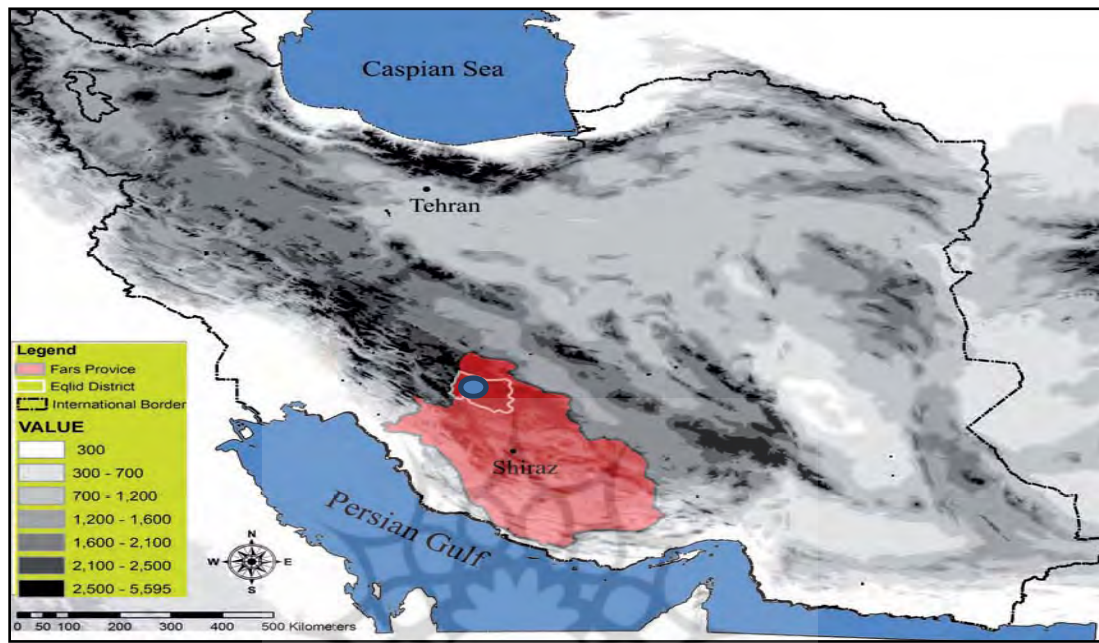 Caspian Sea
Tehran
Shiraz
Persian Gulf
Legend
Fars Provice
Eqlid District
International Border
VALUE
300
300 - 700
700 - 1,200
1,200 - 1,600
1,600 - 2,100
2,100 - 2,500
2,500 - 5,595
N
W E
S
0 50 100 200 300 400 500 Kilometers